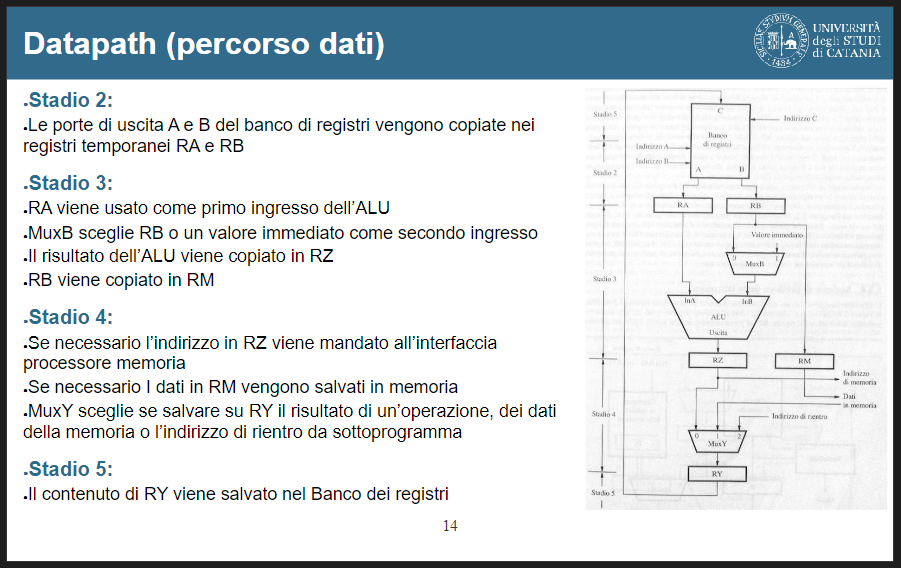 Datapath (percorso dati)
UNIVERSITÀ
degli STUDI
di CATANIA
1434
.Stadio 2:
.Le porte di uscita A e B del banco di registri vengono copiate nei
registri temporanei RA e RB
.Stadio 3:
.RA viene usato come primo ingresso dell'ALU
.MuxB sceglie RB o un valore immediato come secondo ingresso
.Il risultato dell'ALU viene copiato in RZ
.RB viene copiato in RM
.Stadio 4:
.Se necessario l'indirizzo in RZ viene mandato all'interfaccia
processore memoria
.Se necessario I dati in RM vengono salvati in memoria
.MuxY sceglie se salvare su RY il risultato di un'operazione, dei dati
della memoria o l'indirizzo di rientro da sottoprogramma
.Stadio 5:
.Il contenuto di RY viene salvato nel Banco dei registri
Stadio 5
C
Indirizzo C
Banco
di registri
Indirizzo A
Indirizzo B
Stadio 2
A B
RA RB
Valore immediato
0 1
MuxB
Stadio 3
InA InB
ALU
Uscita
RZ RM
Indirizzo
di memoria
Dati
in memoria
Stadio 4
Indirizzo di rientro
0 1 2
MuxY
RY
Stadio 5
14